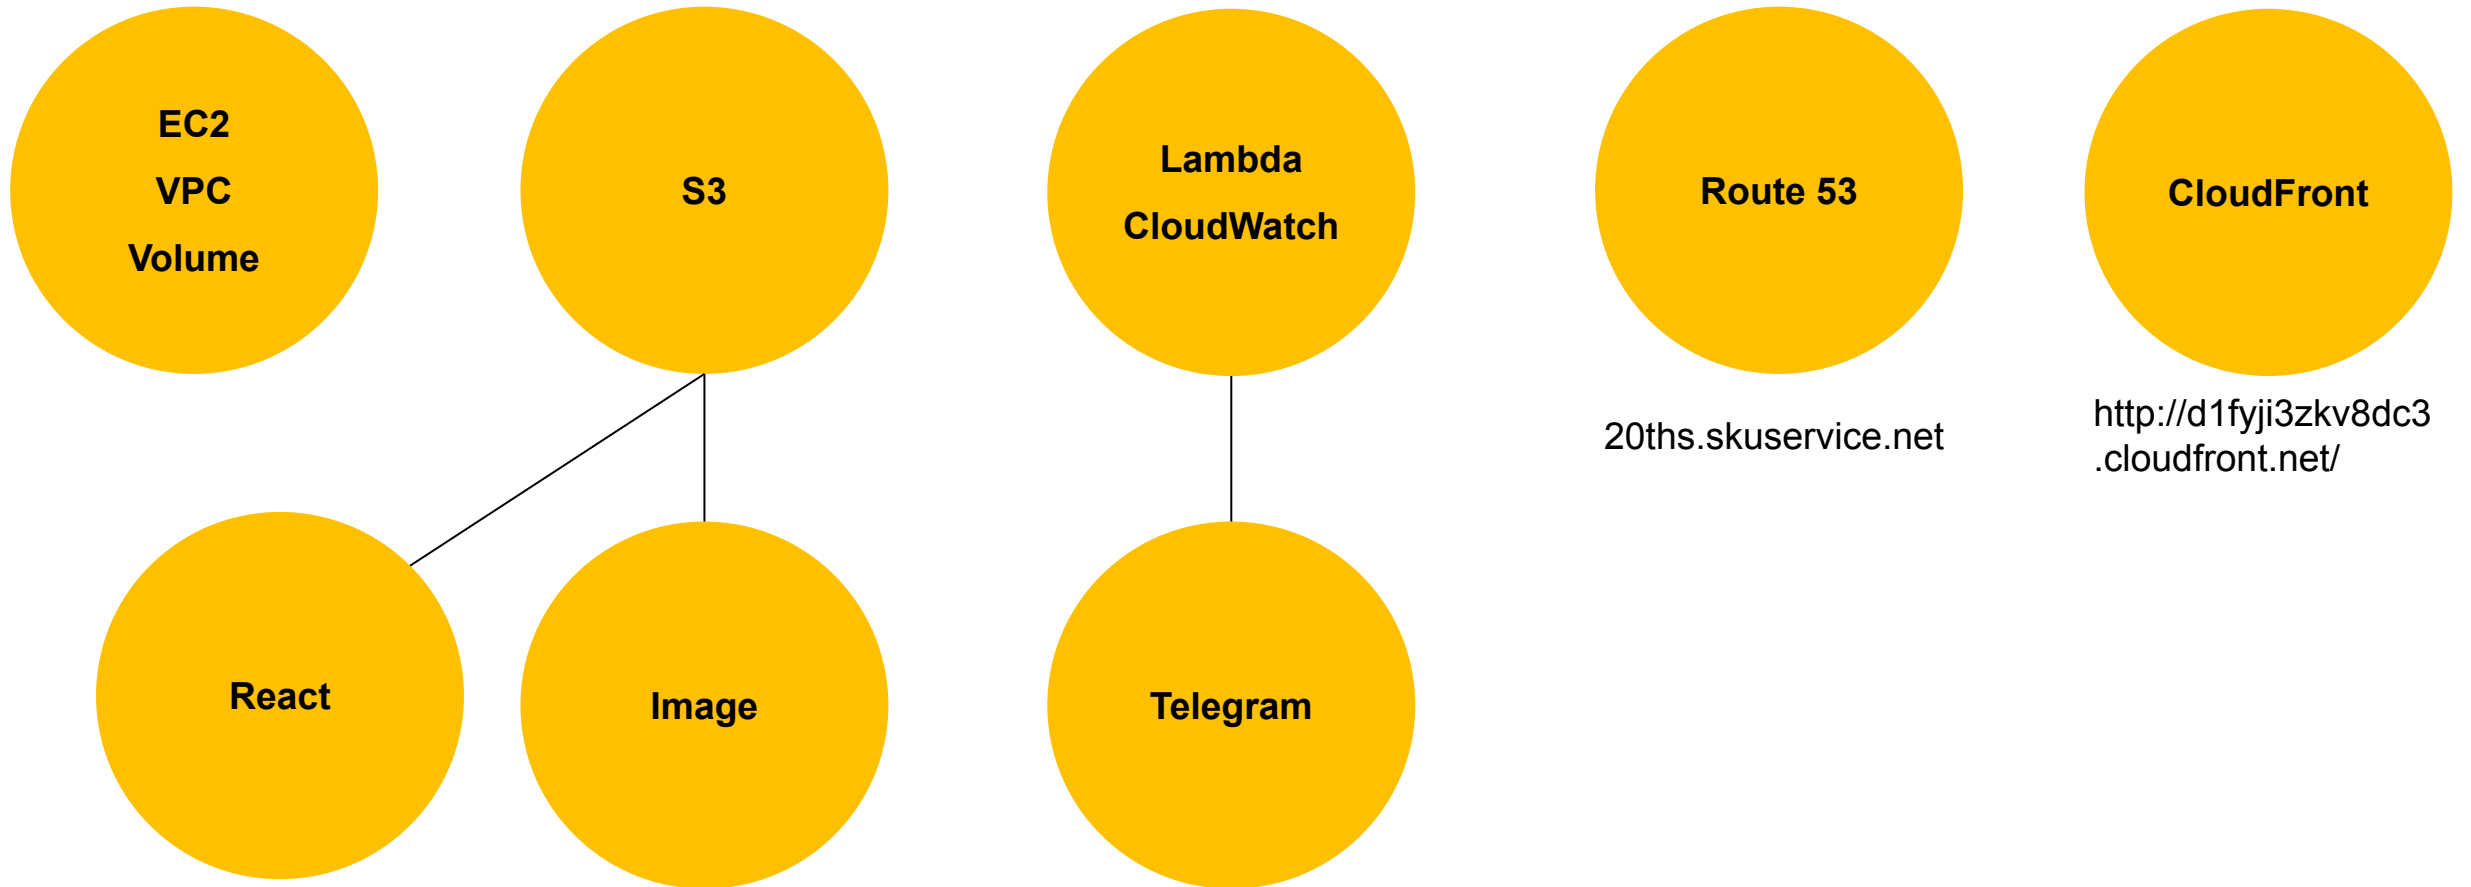 EC2
VPC
Volume
S3
Lambda
CloudWatch
Route 53
CloudFront
20ths.skuservice.net
http://d1fyji3zkv8dc3
.cloudfront.net/
React
Image
Telegram